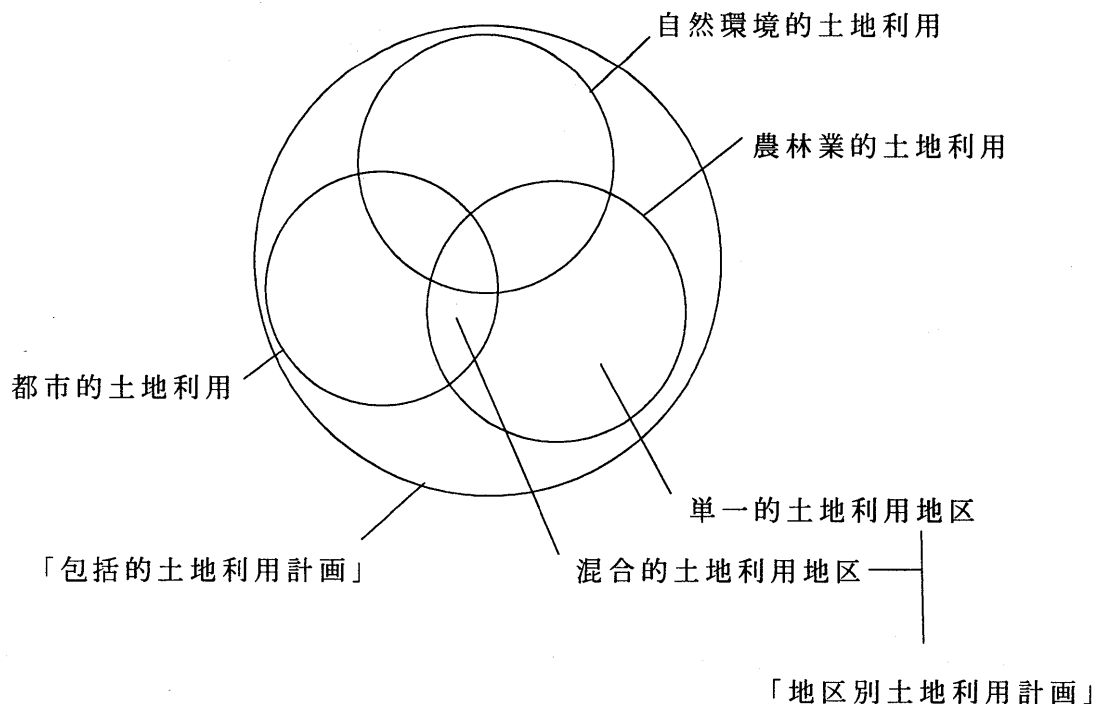 自然環境的土地利用
農林業的土地利用
都市的土地利用
単一的土地利用地区
「包括的土地利用計画」
混合的土地利用地区
「地区別土地利用計画」